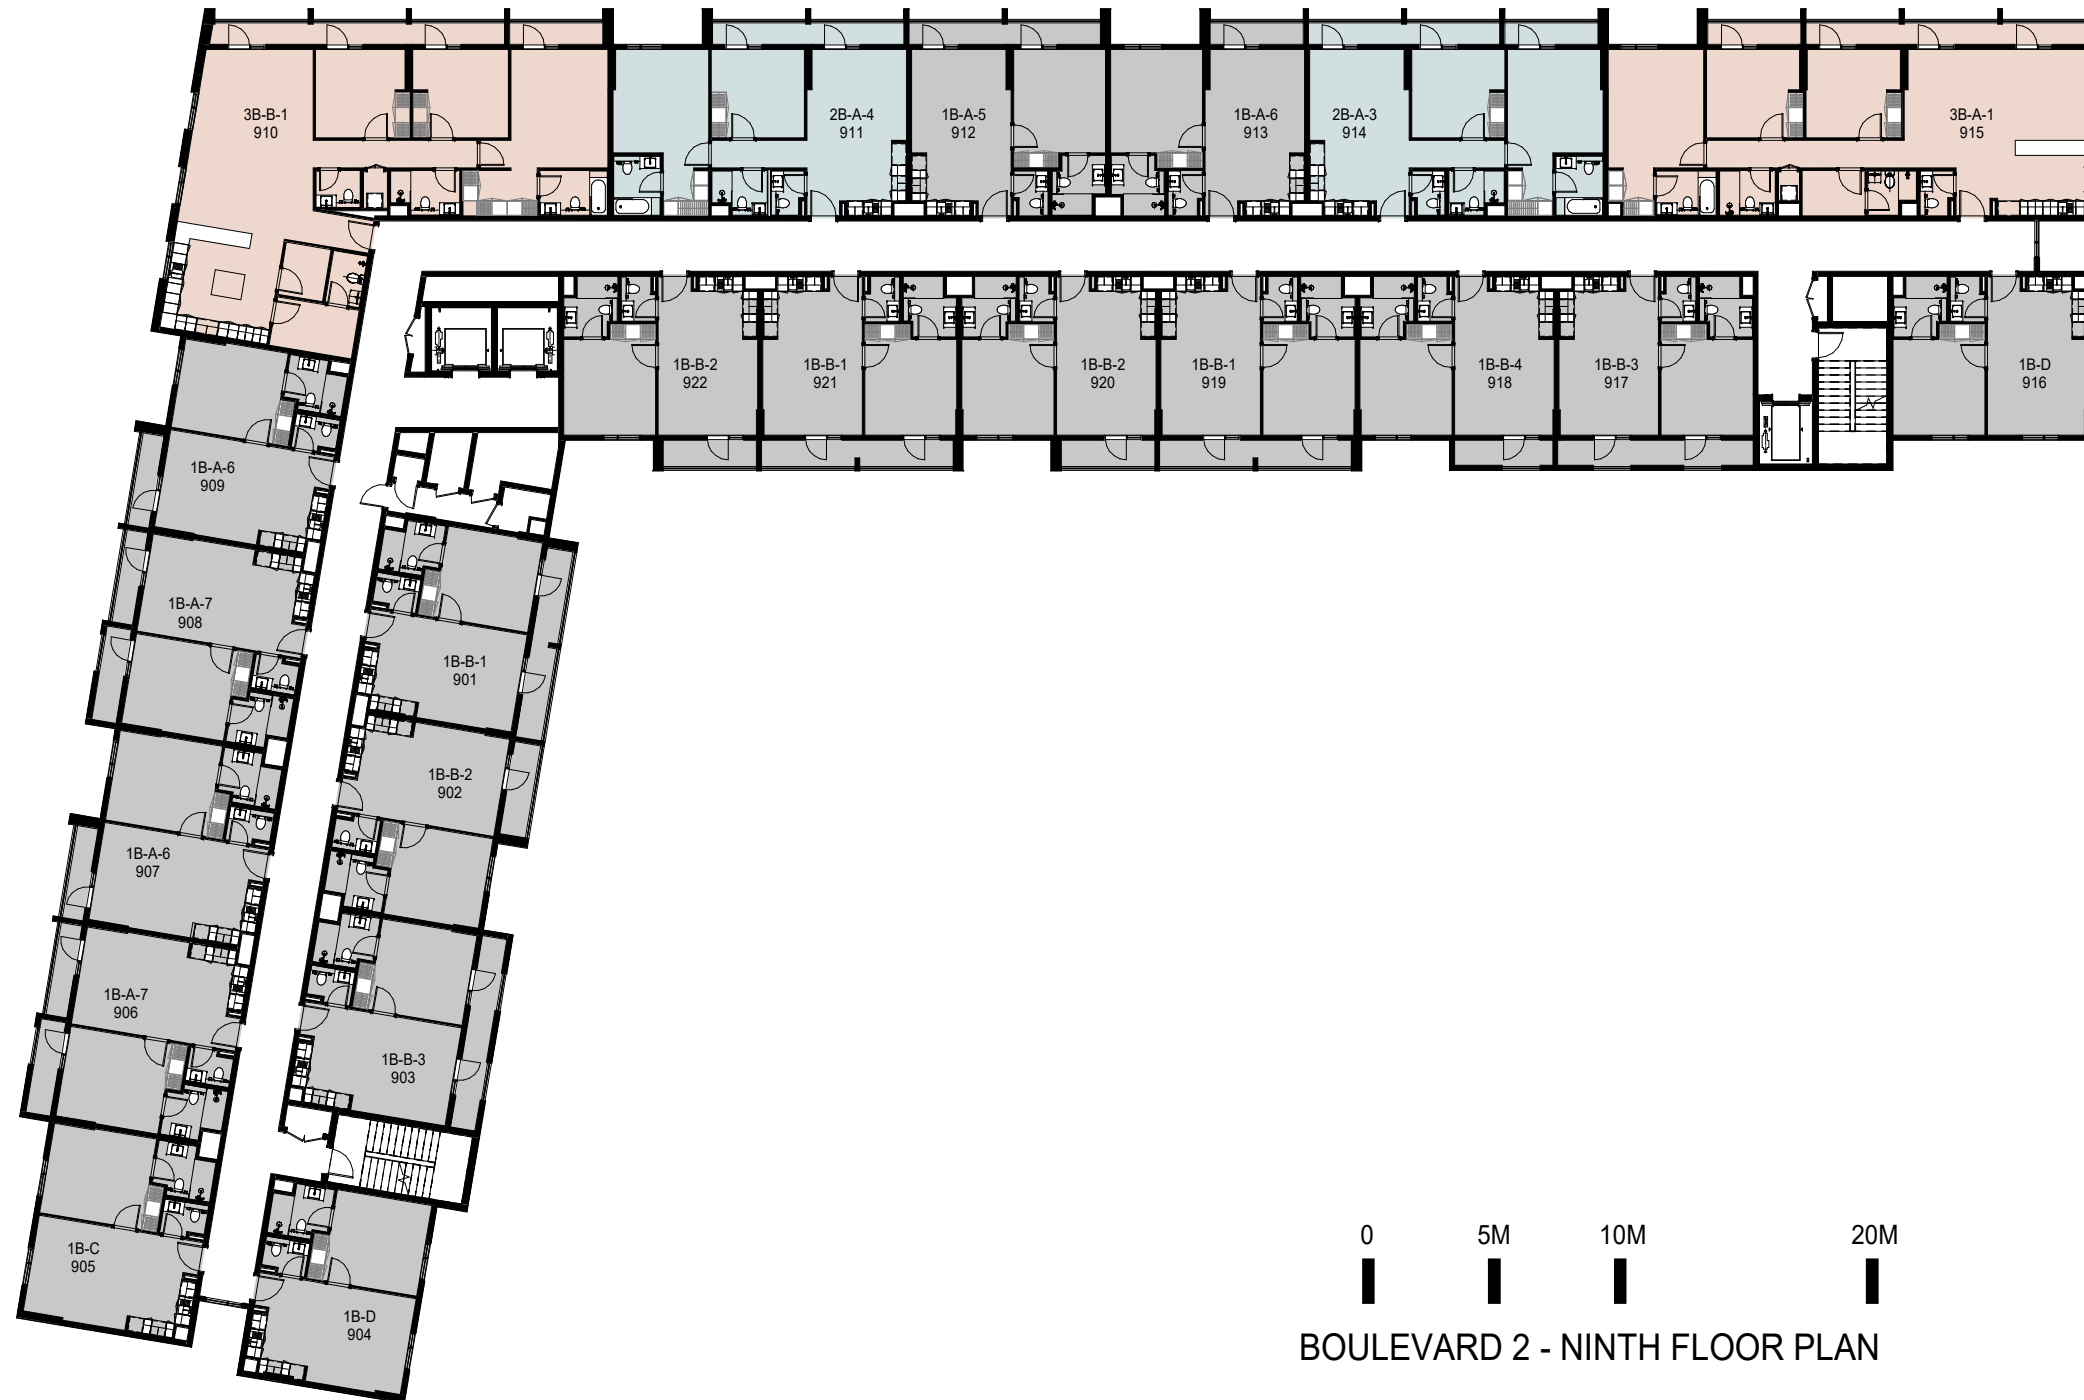 3B-B-1
910
2B-A-4
911
1B-A-5
912
1B-A-6
913
2B-A-3
914
3B-A-1
915
1B-B-2
922
1B-B-1
921
1B-B-2
920
1B-B-1
919
1B-B-4
918
1B-B-3
917
1B-D
916
1B-A-6
909
1B-A-7
908
1B-B-1
901
1B-B-2
902
1B-A-6
907
1B-A-7
906
1B-B-3
903
1B-C
905
1B-D
904
0 5M 10M 20M
BOULEVARD 2 - NINTH FLOOR PLAN